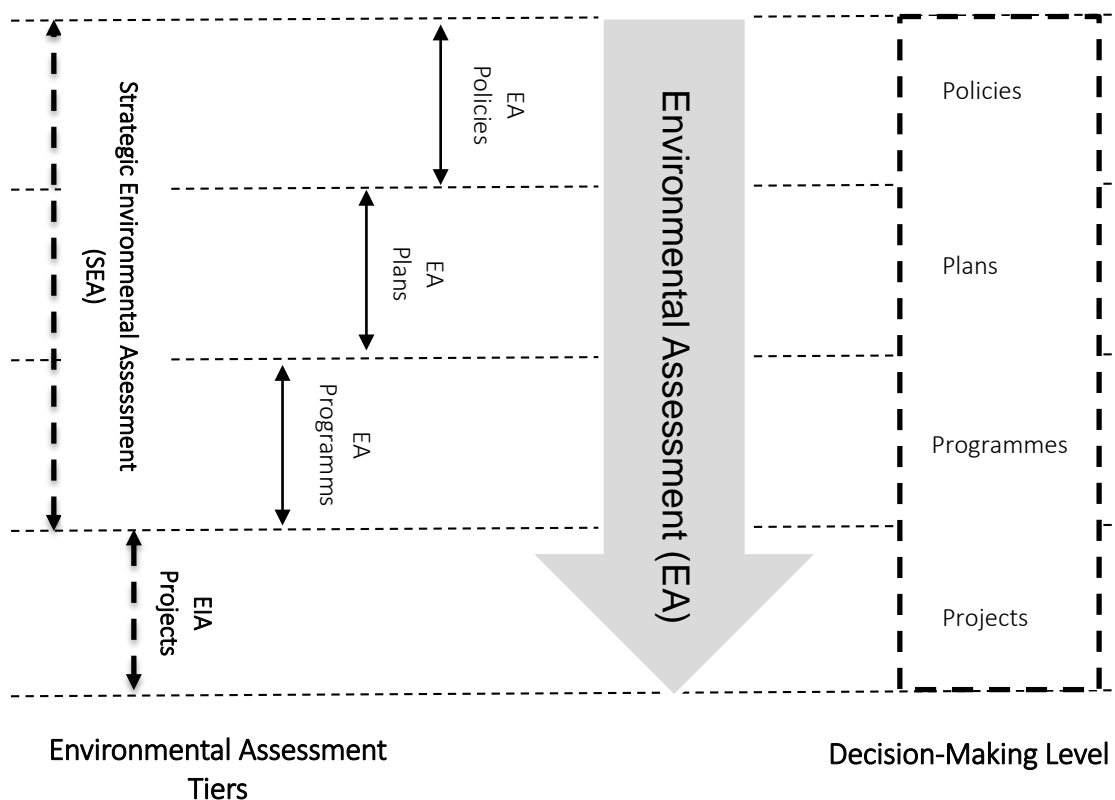 Strategic Environmental Assessment
(SEA)
EA
Policies
EA
Plans
EA
Programms
EIA
Projects
Environmental Assessment (EA)
Policies
Plans
Programmes
Projects
Environmental Assessment
Tiers
Decision-Making Level